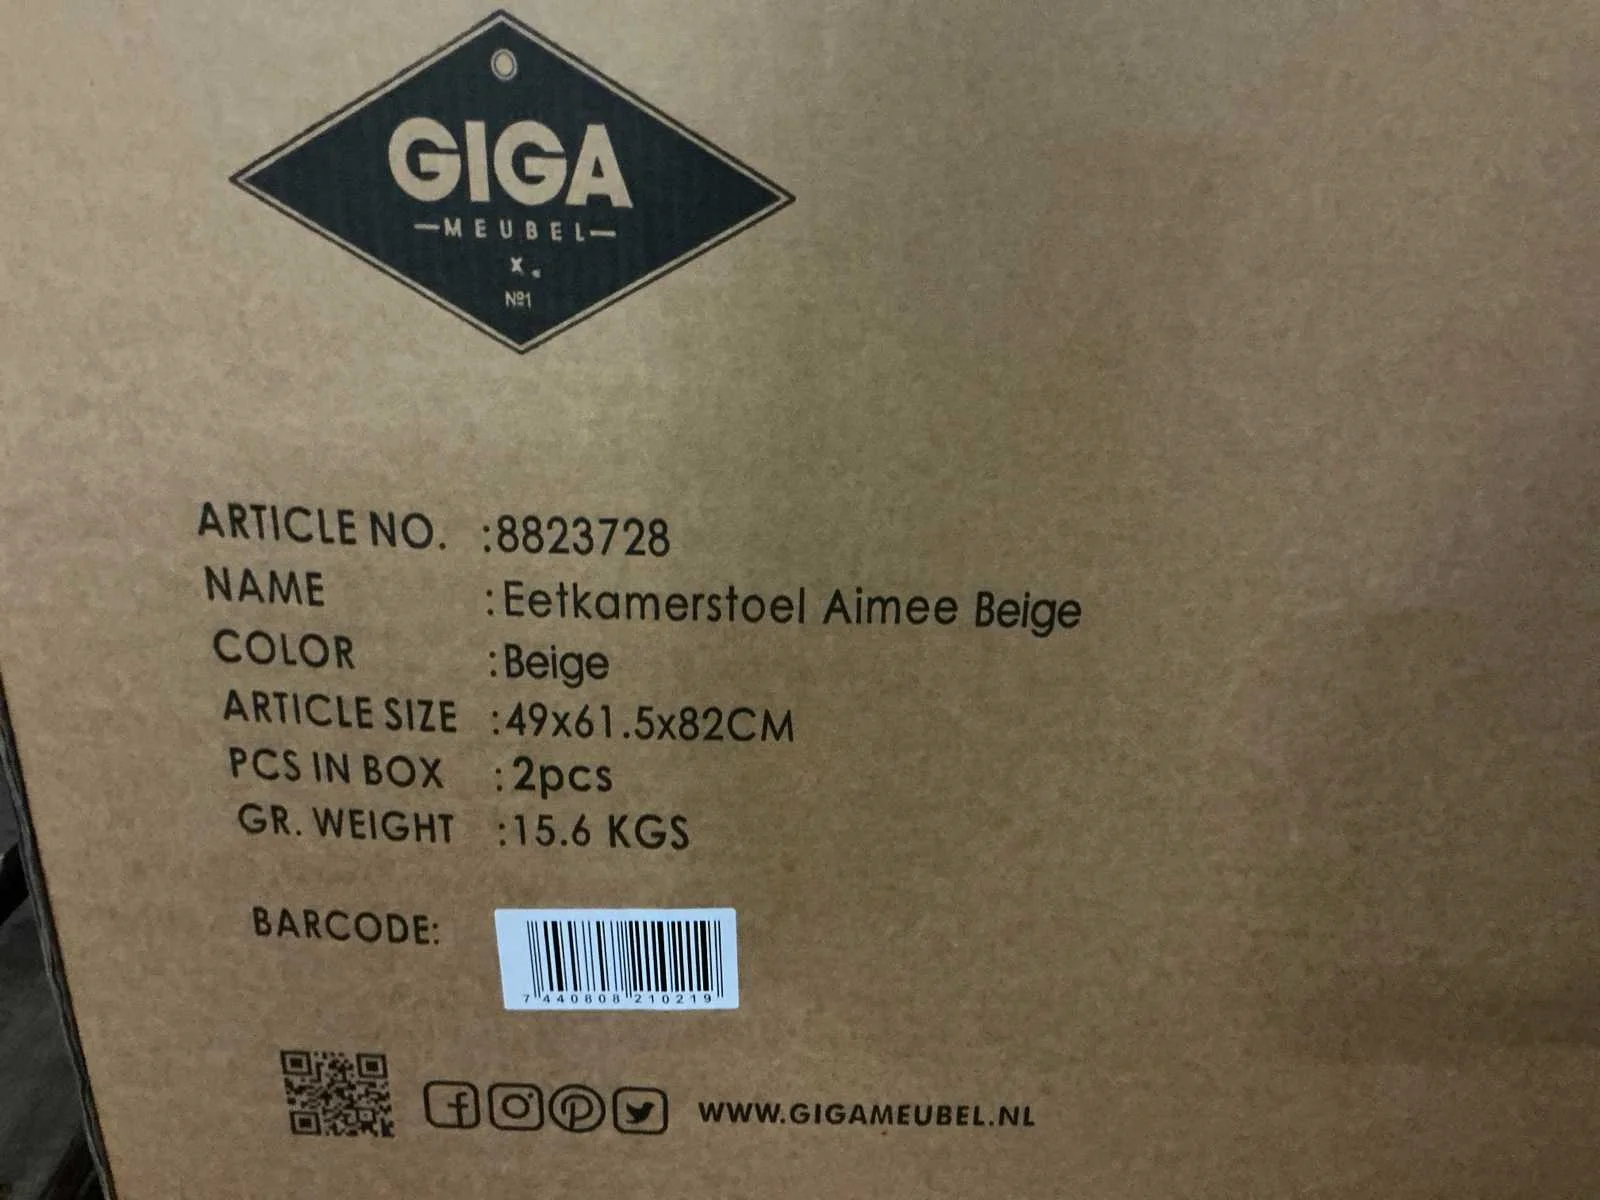 GIGA
—MEUBEL—
X
Nº1
ARTICLE NO. :8823728
NAME :Eetkamerstoel Aimee Beige
COLOR :Beige
ARTICLE SIZE :49x61.5x82CM
PCS IN BOX :2pcs
GR. WEIGHT :15.6 KGS
BARCODE:
7 440808 210219
WWW.GIGAMEUBEL.NL